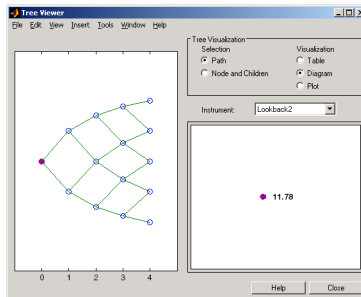 Tree Viewer
File Edit View Insert Tools Window Help
Tree Visualization
Selection
Path
Node and Children
Visualization
Table
Diagram
Plot
Instrument: Lookback2
11.78
0 1 2 3 4
Help Close